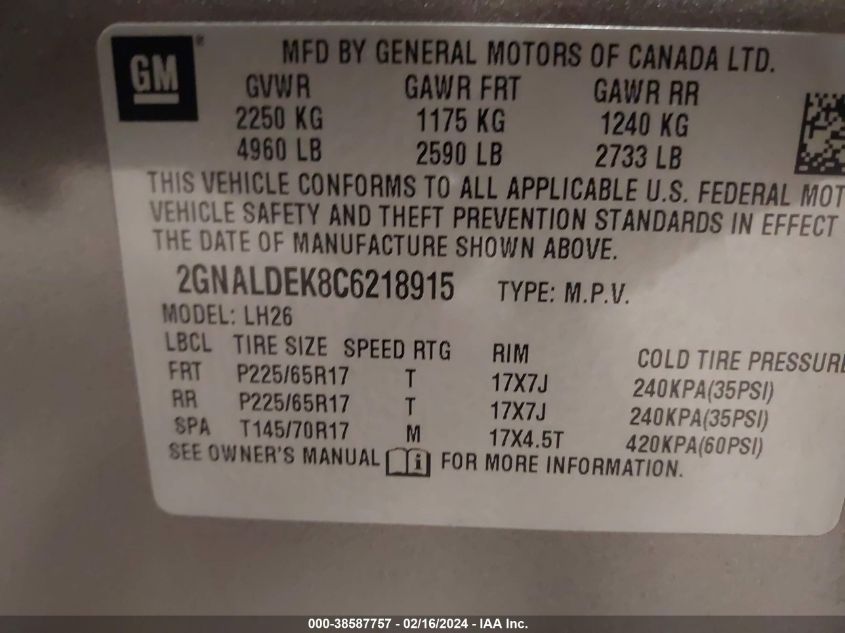 GM®
MFD BY GENERAL MOTORS OF CANADA LTD.
GVWR GAWR FRT GAWR RR
2250 KG 1175 KG 1240 KG
4960 LB 2590 LB 2733 LB
THIS VEHICLE CONFORMS TO ALL APPLICABLE U.S. FEDERAL MOT
VEHICLE SAFETY AND THEFT PREVENTION STANDARDS IN EFFECT
THE DATE OF MANUFACTURE SHOWN ABOVE.
2GNALDEK8C6218915 TYPE: M.P.V.
MODEL: LH26
LBCL TIRE SIZE SPEED RTG RIM COLD TIRE PRESSURE
FRT P225/65R17 T 17X7J 240KPA(35PSI)
RR P225/65R17 T 17X7J 240KPA(35PSI)
SPA T145/70R17 M 17X4.5T 420KPA(60PSI)
SEE OWNER'S MANUAL i FOR MORE INFORMATION.
000-38587757 - 02/16/2024 - IAA Inc.